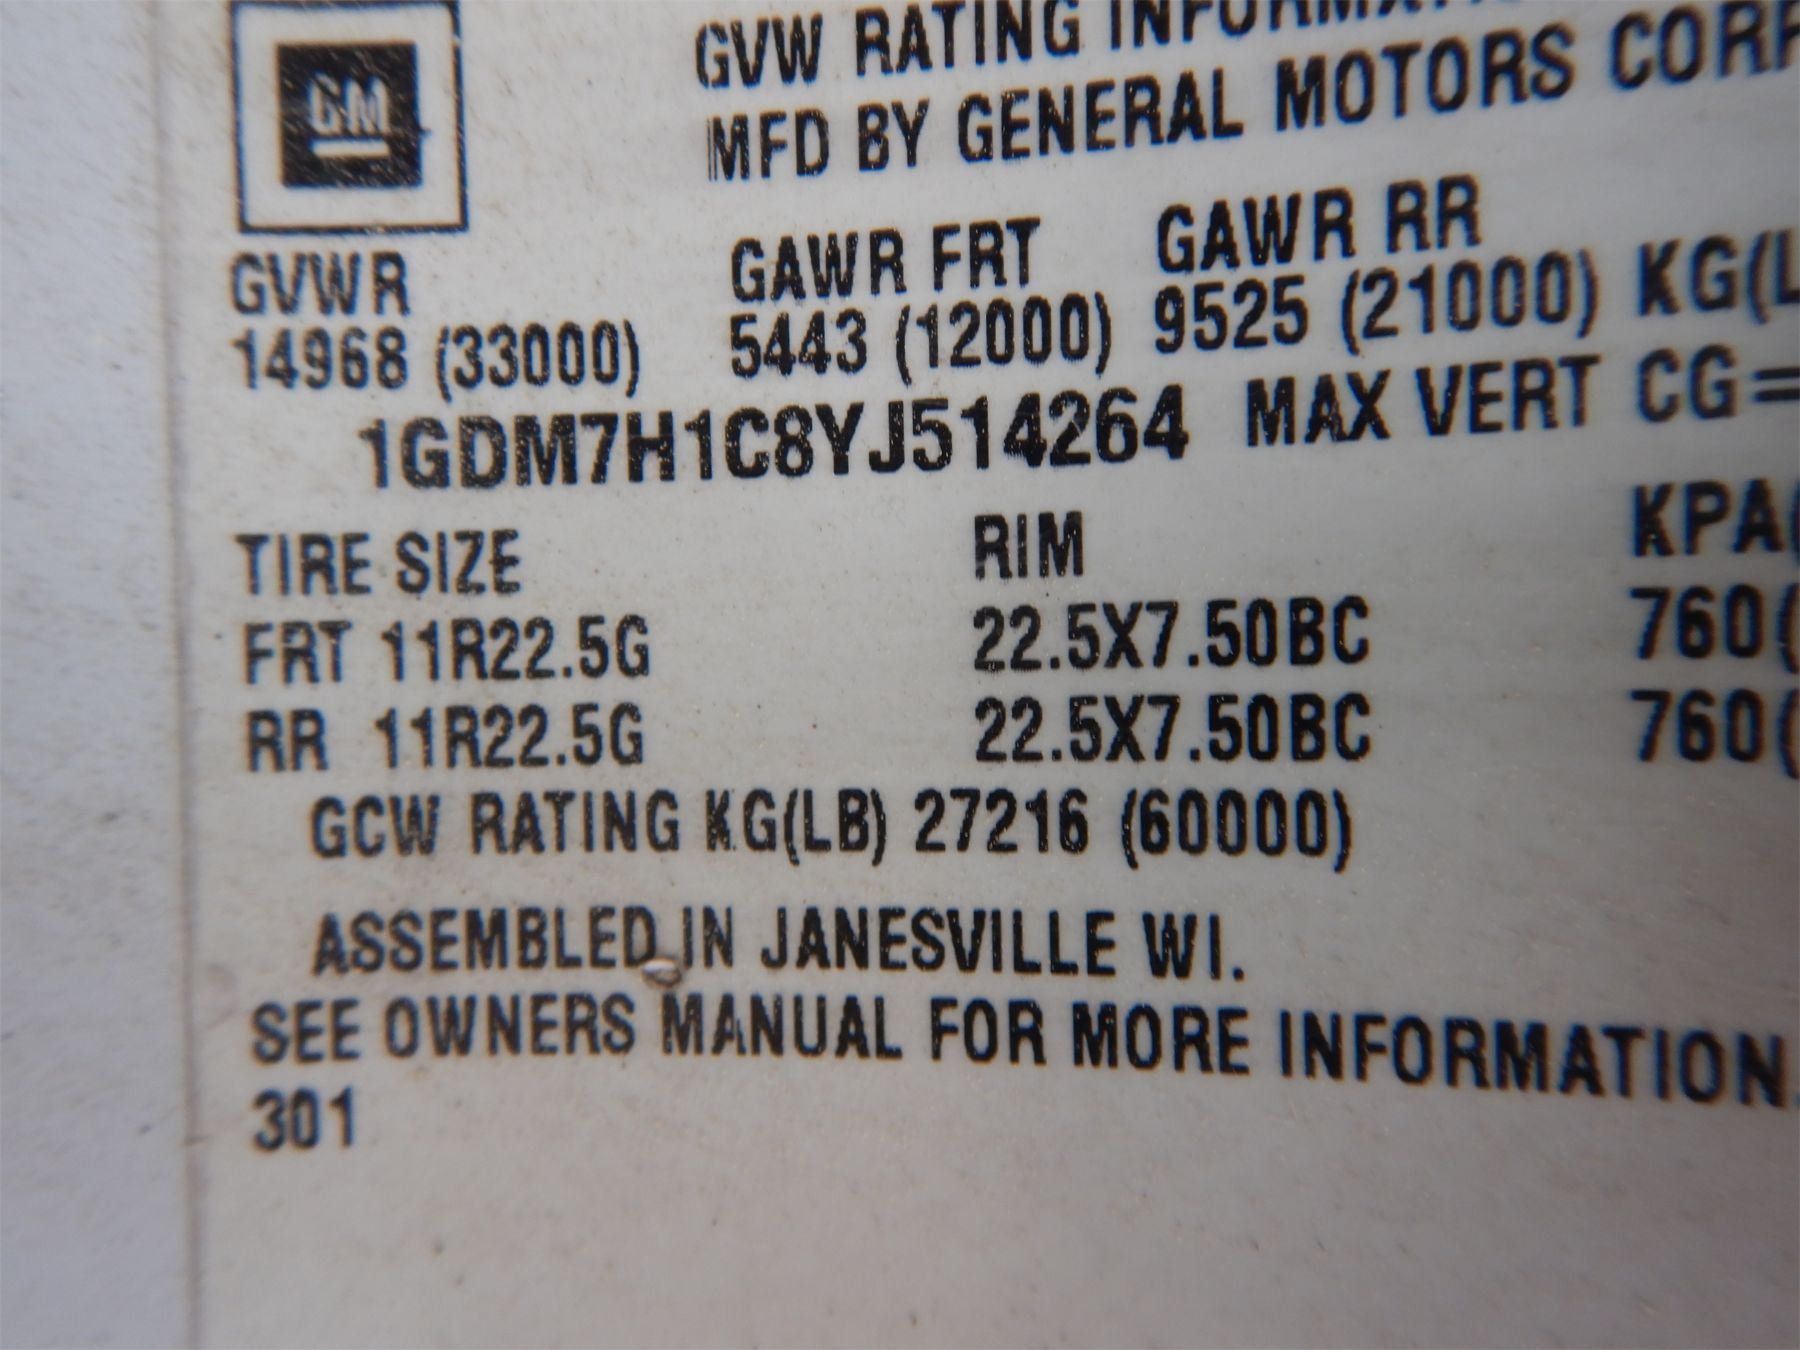 GM
GVW RATING INFORMATI
MFD BY GENERAL MOTORS CORP
GVWR GAWR FRT GAWR RR
14968 (33000) 5443 (12000) 9525 (21000) KG(L
1GDM7H1C8YJ514264 MAX VERT CG=
TIRE SIZE RIM KPA(
FRT 11R22.5G 22.5X7.50BC 760(
RR 11R22.5G 22.5X7.50BC 760(
GCW RATING KG(LB) 27216 (60000)
ASSEMBLED IN JANESVILLE WI.
SEE OWNERS MANUAL FOR MORE INFORMATION.
301